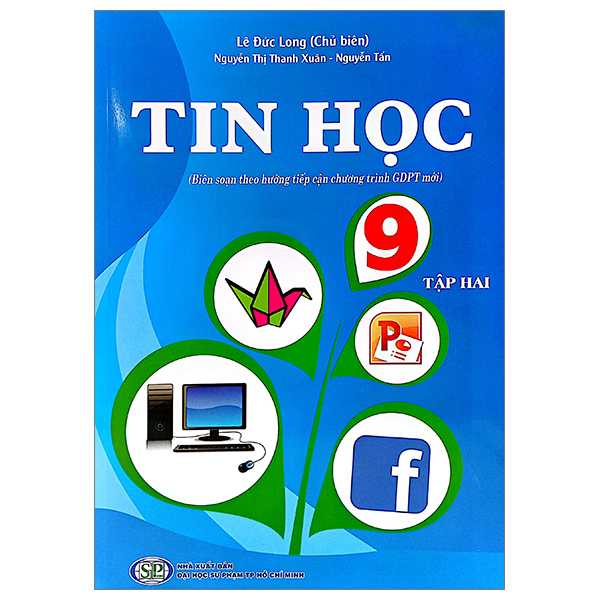 Lê Đức Long (Chủ biên)
Nguyễn Thị Thanh Xuân - Nguyễn Tấn
TIN HỌC
(Biên soạn theo hướng tiếp cận chương trình GDPT mới)
9
TẬP HAI
P
f
NHÀ XUẤT BẢN
ĐẠI HỌC SƯ PHẠM TP HỒ CHÍ MINH